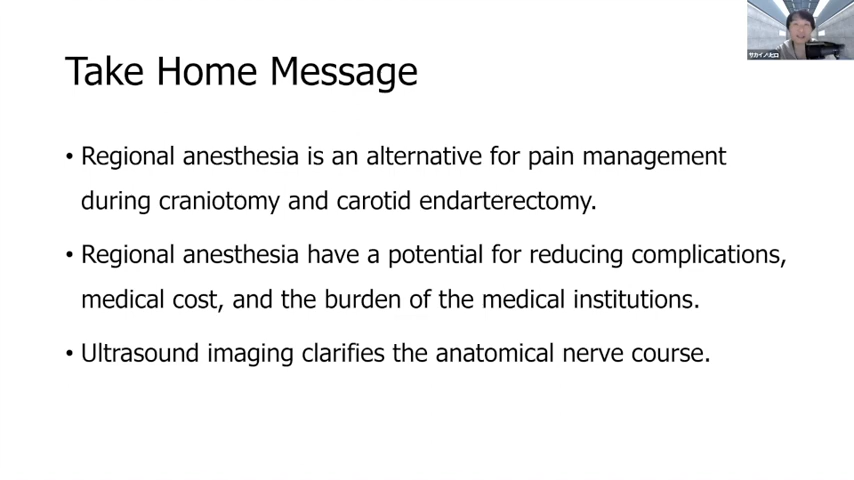 Take Home Message
• Regional anesthesia is an alternative for pain management
during craniotomy and carotid endarterectomy.
• Regional anesthesia have a potential for reducing complications,
medical cost, and the burden of the medical institutions.
• Ultrasound imaging clarifies the anatomical nerve course.